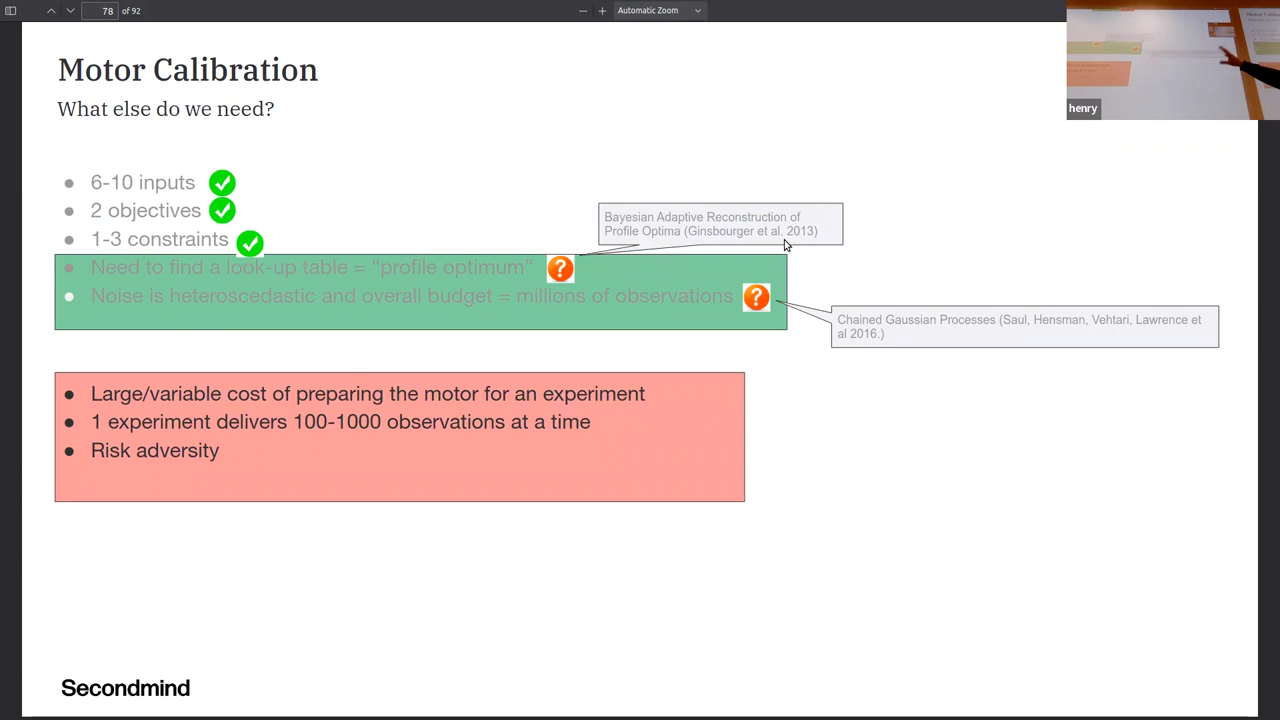 78 of 92
Automatic Zoom
henry
Motor Calibration
What else do we need?
● 6-10 inputs
● 2 objectives
● 1-3 constraints
● Need to find a look-up table = “profile optimum”
● Noise is heteroscedastic and overall budget = millions of observations
Bayesian Adaptive Reconstruction of
Profile Optima (Ginsbourger et al. 2013)
Chained Gaussian Processes (Saul, Hensman, Vehtari, Lawrence et
al 2016.)
● Large/variable cost of preparing the motor for an experiment
● 1 experiment delivers 100-1000 observations at a time
● Risk adversity
Secondmind